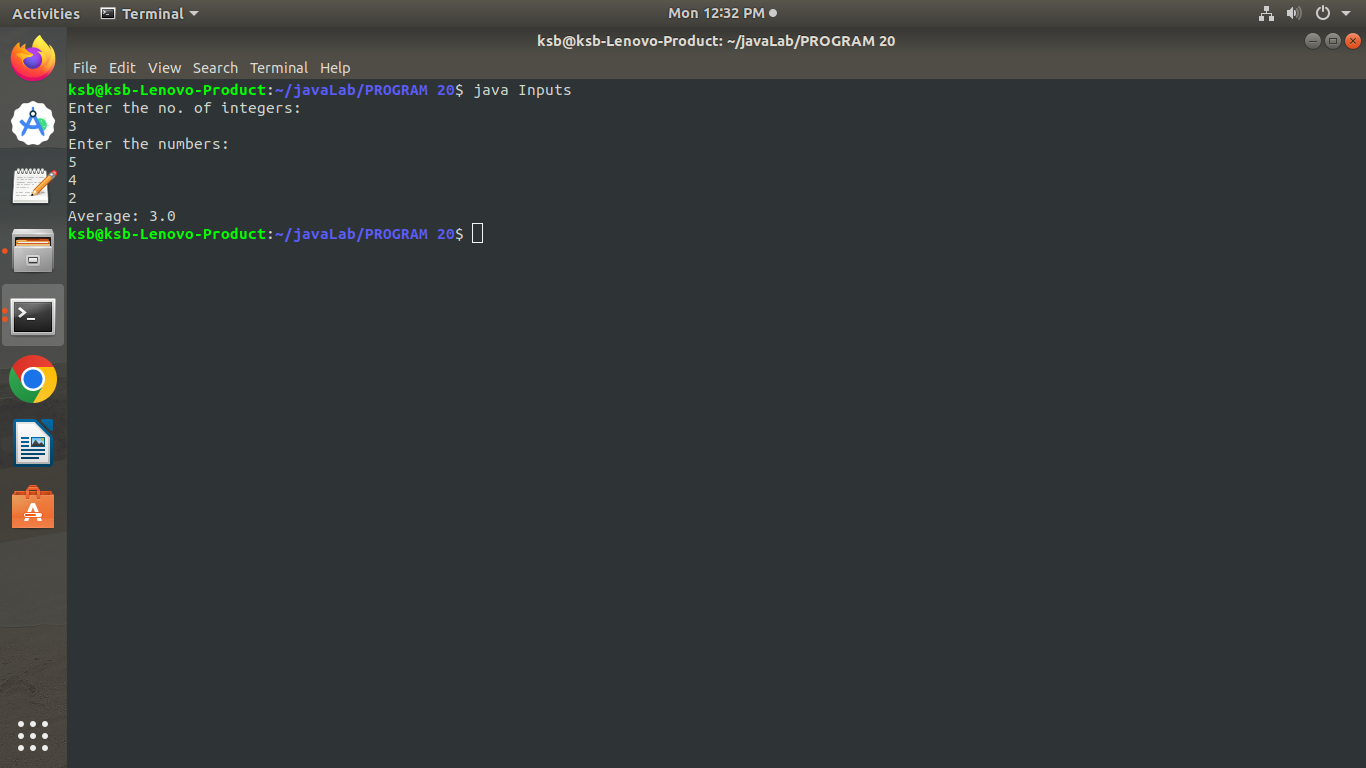 Activities Terminal Mon 12:32 PM
ksb@ksb-Lenovo-Product: ~/javaLab/PROGRAM 20
File Edit View Search Terminal Help
ksb@ksb-Lenovo-Product:~/javaLab/PROGRAM 20$ java Inputs
Enter the no. of integers:
3
Enter the numbers:
5
4
2
Average: 3.0
ksb@ksb-Lenovo-Product:~/javaLab/PROGRAM 20$